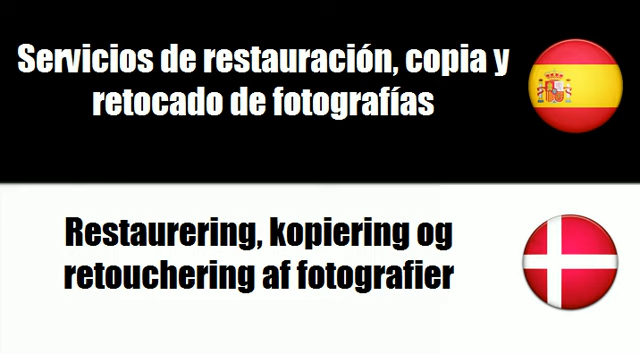 Servicios de restauración, copia y
retocado de fotografías
Restaurering, kopiering og
retouchering af fotografier